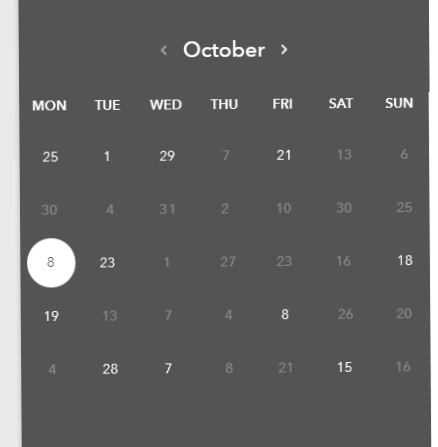 ‹ October ›
MON TUE WED THU FRI SAT SUN
25 1 29 7 21 13 6
30 4 31 2 10 30 25
8 23 1 27 23 16 18
19 13 7 4 8 26 20
4 28 7 8 21 15 16